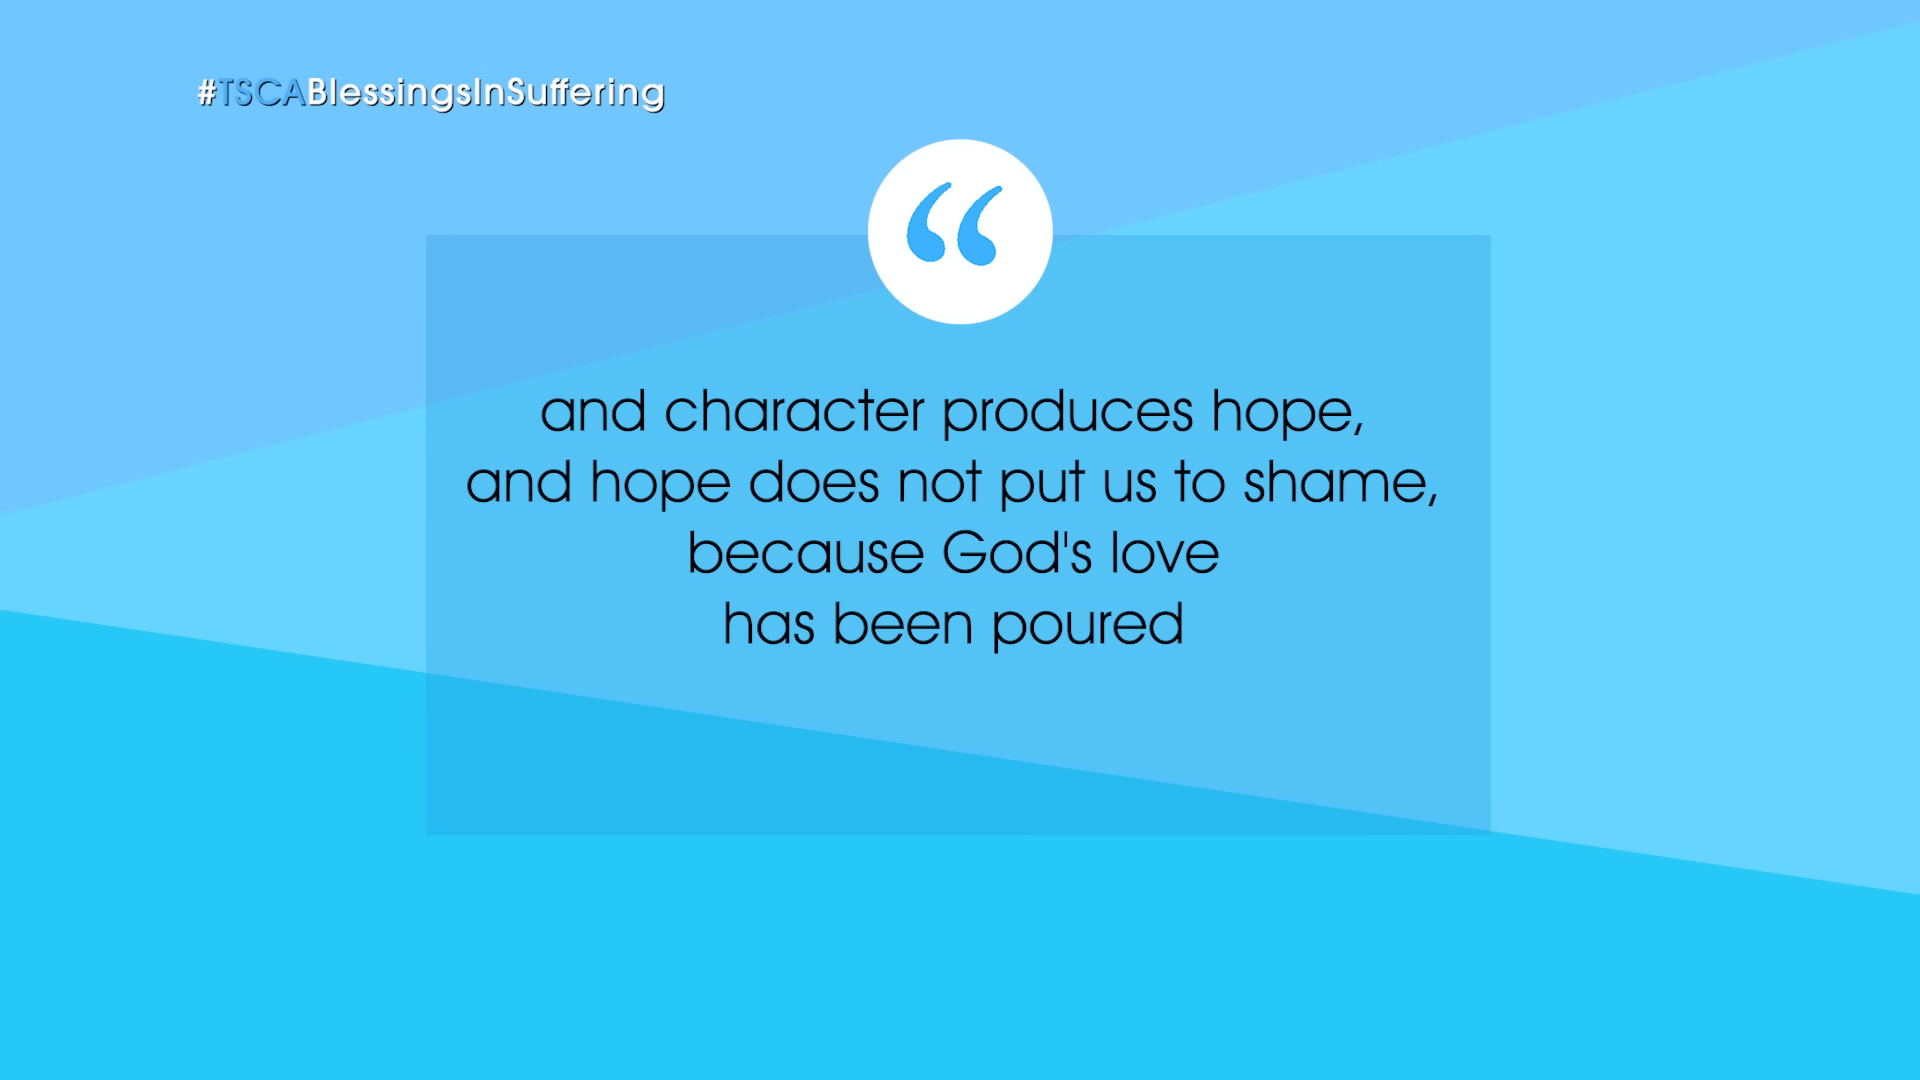 #TSCABlessingsInSuffering
“
and character produces hope,
and hope does not put us to shame,
because God's love
has been poured